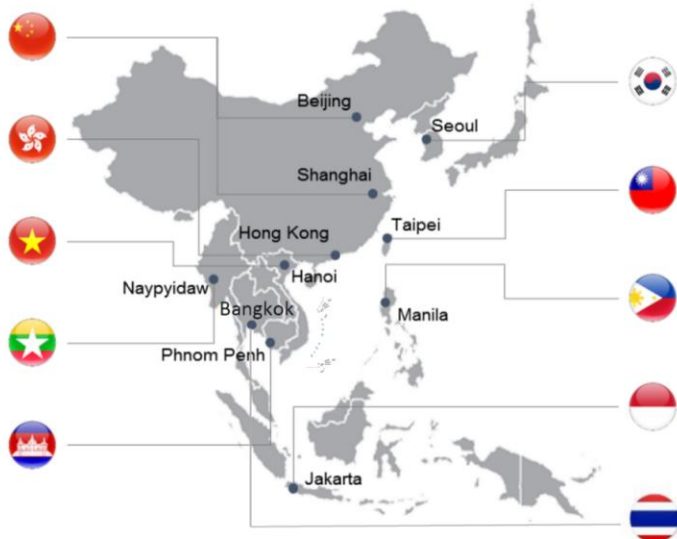 Beijing
Seoul
Shanghai
Taipei
Hong Kong
Hanoi
Naypyidaw
Bangkok
Manila
Phnom Penh
Jakarta